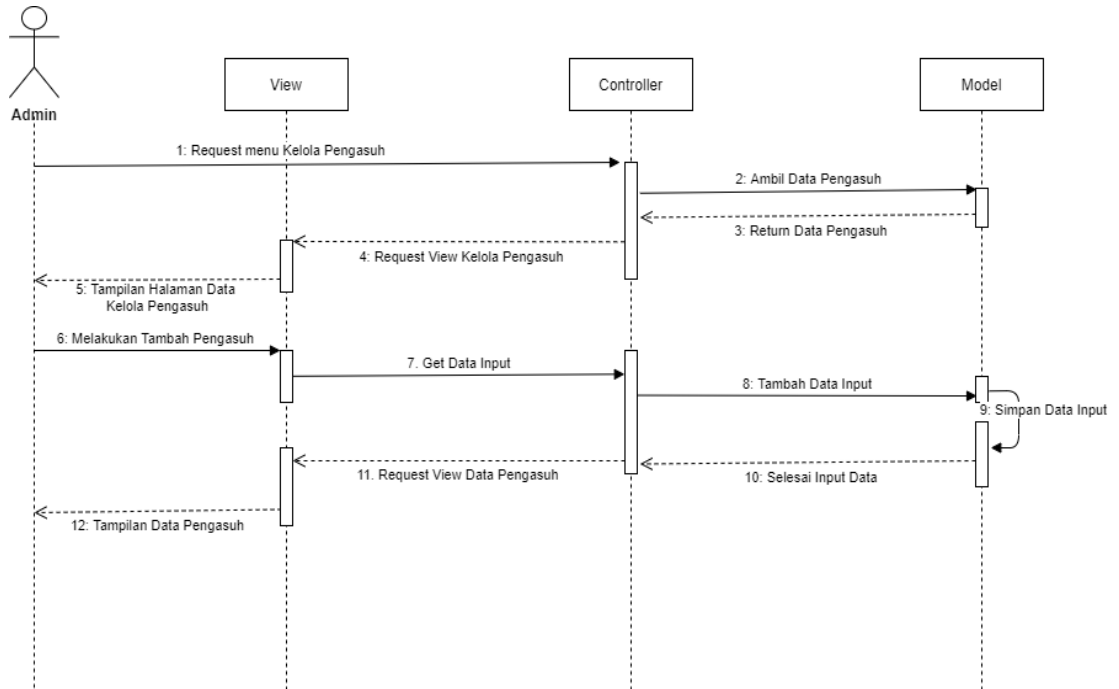 View
Controller
Model
Admin
1: Request menu Kelola Pengasuh
2: Ambil Data Pengasuh
3: Return Data Pengasuh
4: Request View Kelola Pengasuh
5: Tampilan Halaman Data
Kelola Pengasuh
6: Melakukan Tambah Pengasuh
7. Get Data Input
8: Tambah Data Input
9: Simpan Data Input
10: Selesai Input Data
11. Request View Data Pengasuh
12: Tampilan Data Pengasuh